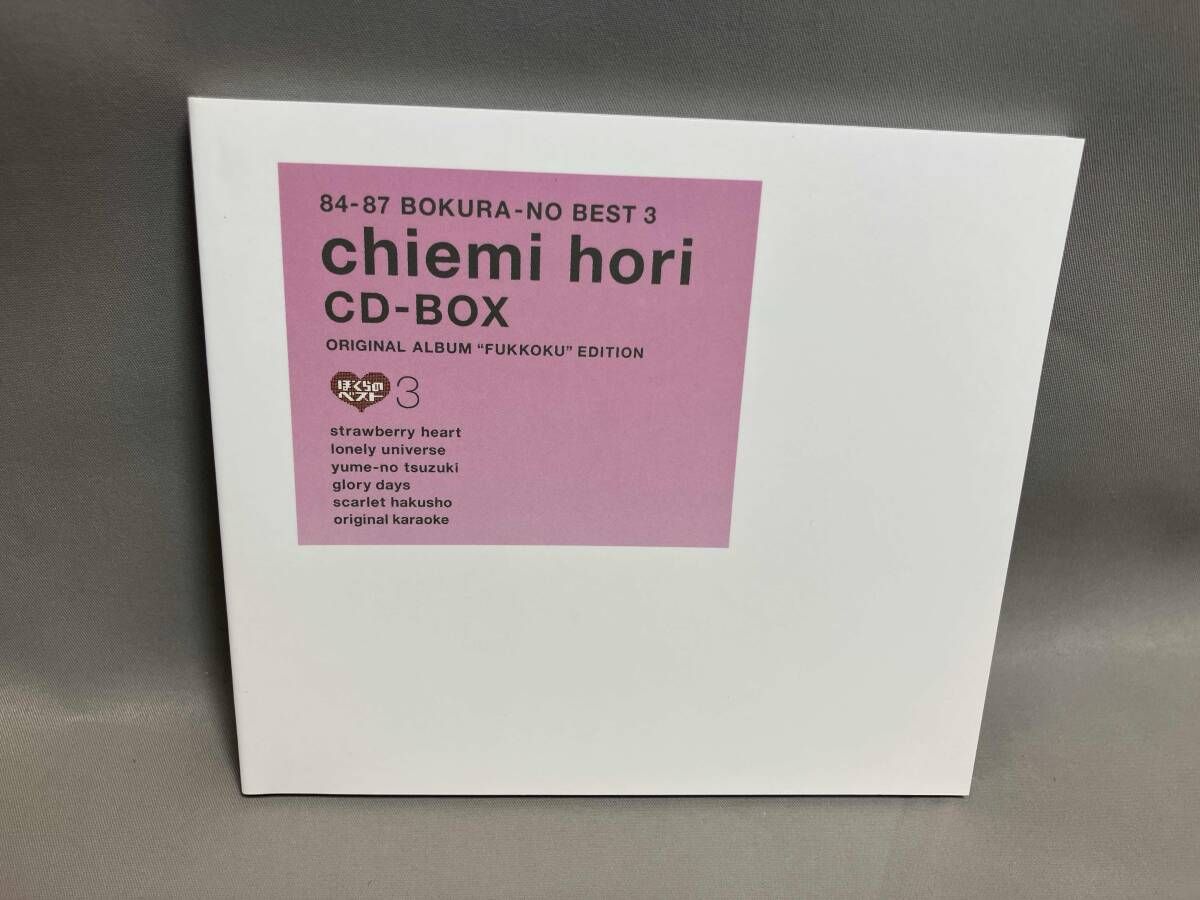 84-87 BOKURA-NO BEST 3
chiemi hori
CD-BOX
ORIGINAL ALBUM “FUKKOKU” EDITION
ぼくらの
ベスト
3
strawberry heart
lonely universe
yume-no tsuzuki
glory days
scarlet hakusho
original karaoke